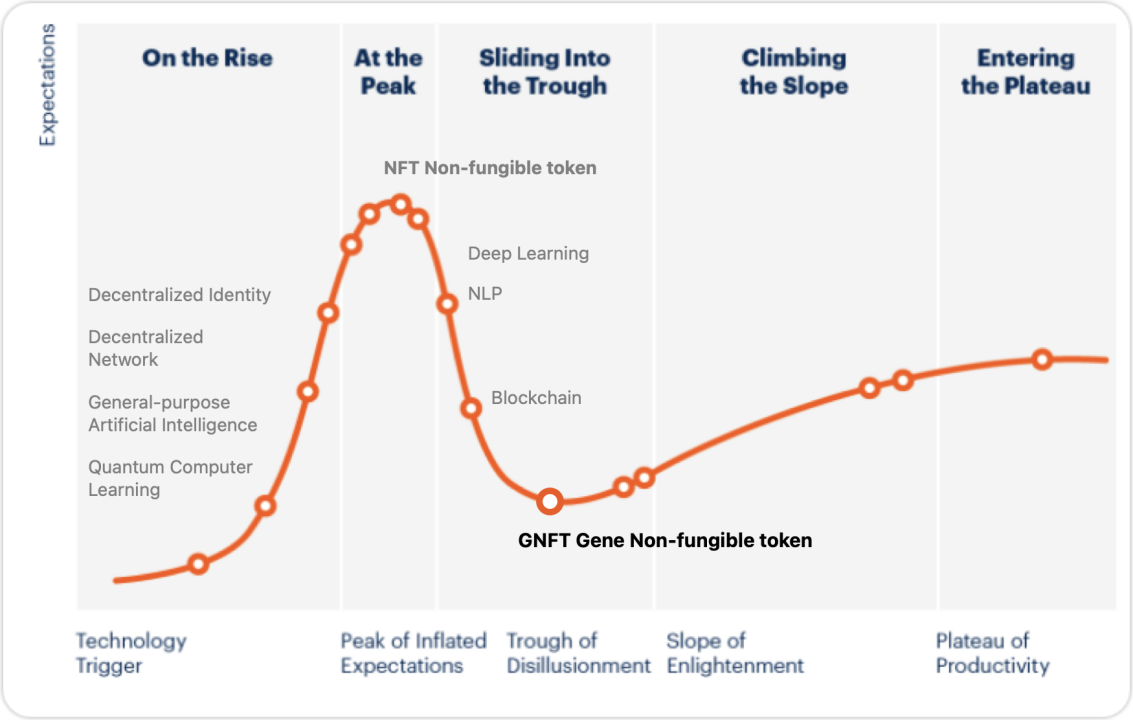 Expectations
On the Rise
At the
Peak
Sliding Into
the Trough
Climbing
the Slope
Entering
the Plateau
NFT Non-fungible token
Deep Learning
NLP
Decentralized Identity
Decentralized
Network
General-purpose
Artificial Intelligence
Blockchain
Quantum Computer
Learning
GNFT Gene Non-fungible token
Technology
Trigger
Peak of Inflated
Expectations
Trough of
Disillusionment
Slope of
Enlightenment
Plateau of
Productivity